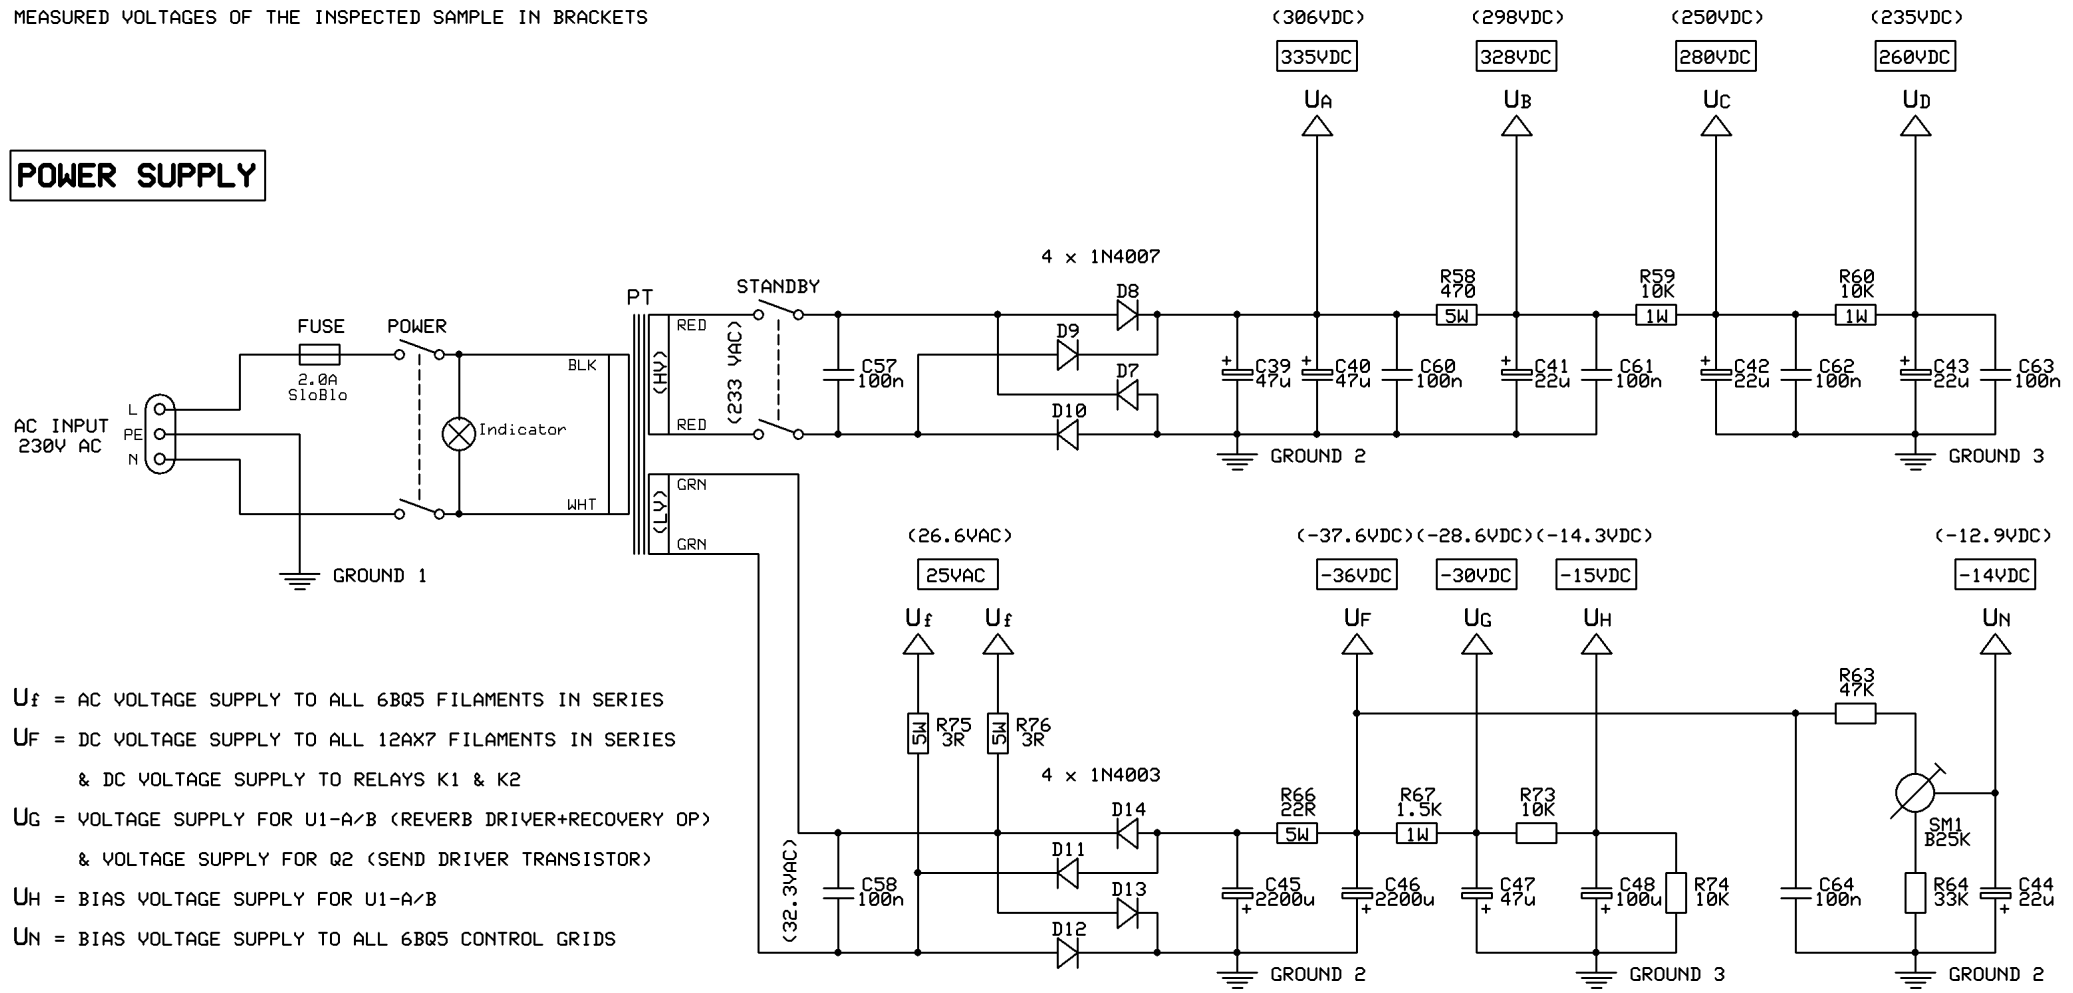 MEASURED VOLTAGES OF THE INSPECTED SAMPLE IN BRACKETS
(306VDC) (298VDC) (250VDC) (235VDC)
335VDC 328VDC 280VDC 260VDC
UA UB UC UD
POWER SUPPLY
4 x 1N4007
PT STANDBY
D8 R58 R59 R60
470 10K 10K
FUSE POWER RED D9 5W 1W 1W
BLK (HV) (233 VAC) C57 D7 C39 C40 C60 C41 C61 C42 C62 C43 C63
100n + 47u + 47u 100n + 22u 100n + 22u 100n + 22u 100n
2.0A
SloBlo
L D10
AC INPUT PE Indicator RED
230V AC N GROUND 2 GROUND 3
GRN
WHT (LV)
GRN (26.6VAC) (-37.6VDC) (-28.6VDC) (-14.3VDC) (-12.9VDC)
GROUND 1 25VAC -36VDC -30VDC -15VDC -14VDC
Uf Uf UF UG UH UN
Uf = AC VOLTAGE SUPPLY TO ALL 6BQ5 FILAMENTS IN SERIES
UF = DC VOLTAGE SUPPLY TO ALL 12AX7 FILAMENTS IN SERIES
& DC VOLTAGE SUPPLY TO RELAYS K1 & K2
UG = VOLTAGE SUPPLY FOR U1-A/B (REVERB DRIVER+RECOVERY OP)
& VOLTAGE SUPPLY FOR Q2 (SEND DRIVER TRANSISTOR)
UH = BIAS VOLTAGE SUPPLY FOR U1-A/B
UN = BIAS VOLTAGE SUPPLY TO ALL 6BQ5 CONTROL GRIDS
R63
47K
5W R75 5W R76
3R 3R
4 x 1N4003
D14 R66 R67 R73
22R 1.5K 10K
5W 1W
SM1
B25K
(32.3VAC) D11
C58 D13 C45 C46 C47 C48 R74 C64 R64 C44
100n 2200u 2200u 47u 100u 10K 100n 33K 22u
+ + + + +
D12
GROUND 2 GROUND 3 GROUND 2